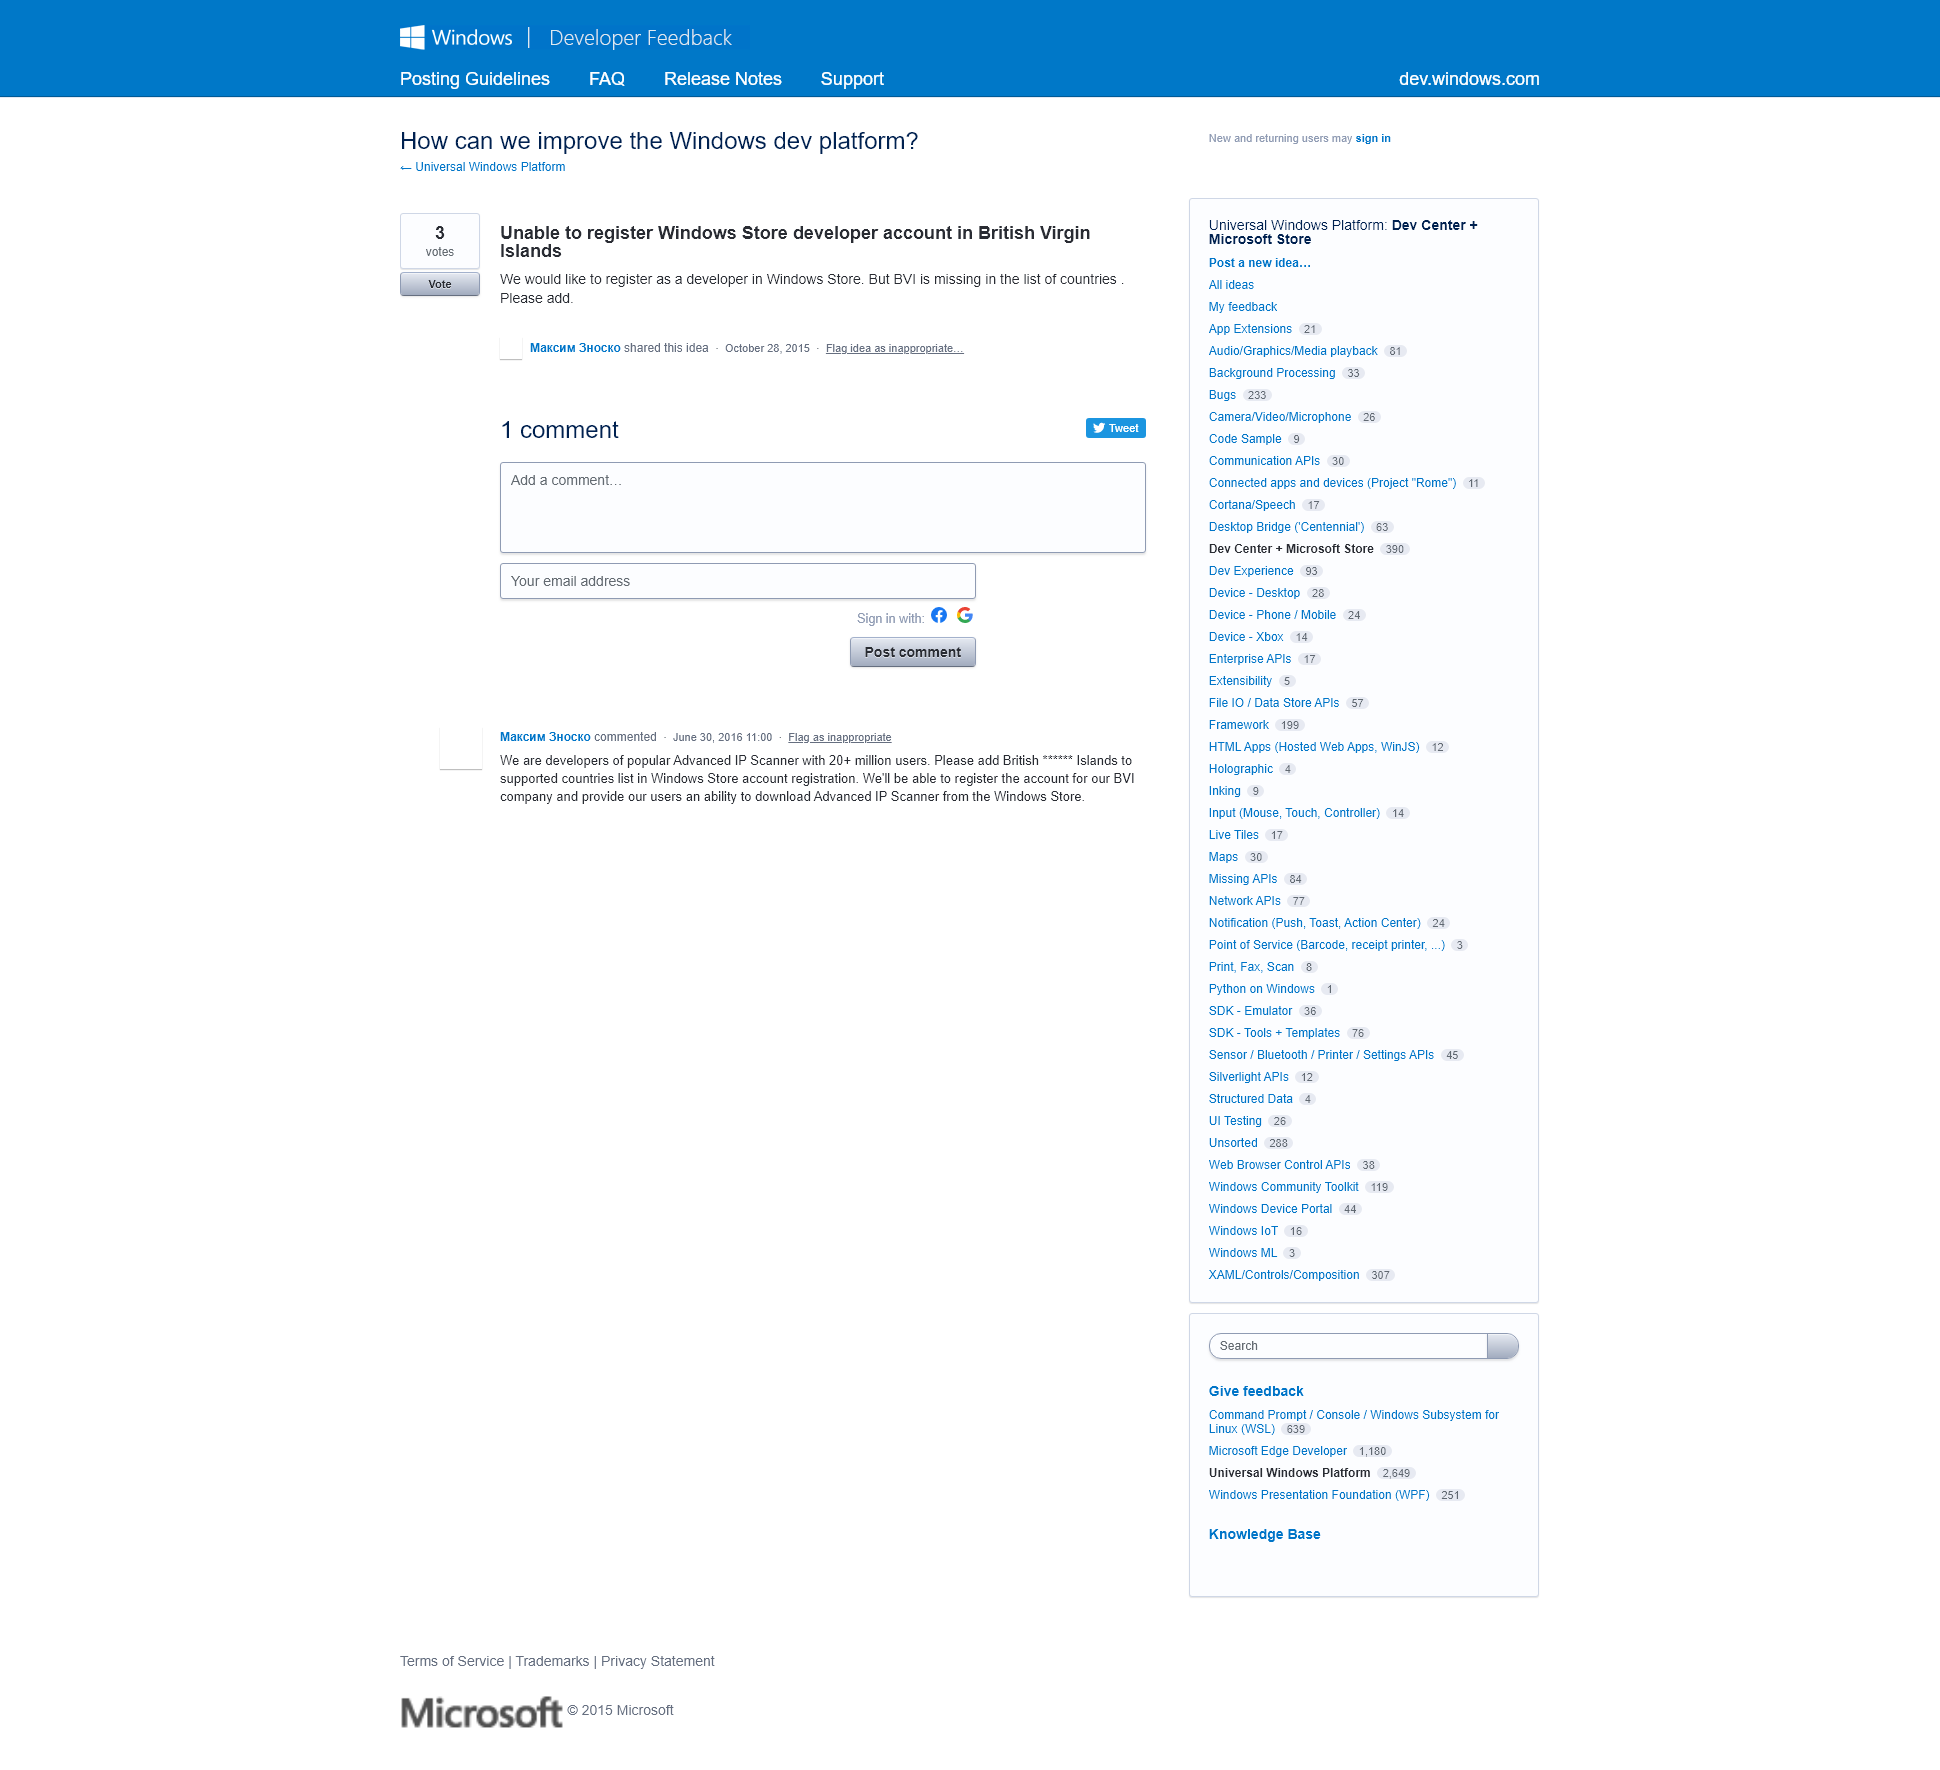 Windows | Developer Feedback
Posting Guidelines FAQ Release Notes Support dev.windows.com
How can we improve the Windows dev platform?
← Universal Windows Platform
New and returning users may sign in
3
votes
Vote
Unable to register Windows Store developer account in British Virgin
Islands
We would like to register as a developer in Windows Store. But BVI is missing in the list of countries .
Please add.
Максим Зноско shared this idea · October 28, 2015 · Flag idea as inappropriate…
1 comment
Tweet
Add a comment…
Your email address
Sign in with:
Post comment
Максим Зноско commented · June 30, 2016 11:00 · Flag as inappropriate
We are developers of popular Advanced IP Scanner with 20+ million users. Please add British ****** Islands to
supported countries list in Windows Store account registration. We'll be able to register the account for our BVI
company and provide our users an ability to download Advanced IP Scanner from the Windows Store.
Universal Windows Platform: Dev Center +
Microsoft Store
Post a new idea…
All ideas
My feedback
App Extensions 21
Audio/Graphics/Media playback 81
Background Processing 33
Bugs 233
Camera/Video/Microphone 26
Code Sample 9
Communication APIs 30
Connected apps and devices (Project "Rome") 11
Cortana/Speech 17
Desktop Bridge ('Centennial') 63
Dev Center + Microsoft Store 390
Dev Experience 93
Device - Desktop 28
Device - Phone / Mobile 24
Device - Xbox 14
Enterprise APIs 17
Extensibility 5
File IO / Data Store APIs 57
Framework 199
HTML Apps (Hosted Web Apps, WinJS) 12
Holographic 4
Inking 9
Input (Mouse, Touch, Controller) 14
Live Tiles 17
Maps 30
Missing APIs 84
Network APIs 77
Notification (Push, Toast, Action Center) 24
Point of Service (Barcode, receipt printer, ...) 3
Print, Fax, Scan 8
Python on Windows 1
SDK - Emulator 36
SDK - Tools + Templates 76
Sensor / Bluetooth / Printer / Settings APIs 45
Silverlight APIs 12
Structured Data 4
UI Testing 26
Unsorted 288
Web Browser Control APIs 38
Windows Community Toolkit 119
Windows Device Portal 44
Windows IoT 16
Windows ML 3
XAML/Controls/Composition 307
Search
Give feedback
Command Prompt / Console / Windows Subsystem for
Linux (WSL) 639
Microsoft Edge Developer 1,180
Universal Windows Platform 2,649
Windows Presentation Foundation (WPF) 251
Knowledge Base
Terms of Service | Trademarks | Privacy Statement
Microsoft © 2015 Microsoft